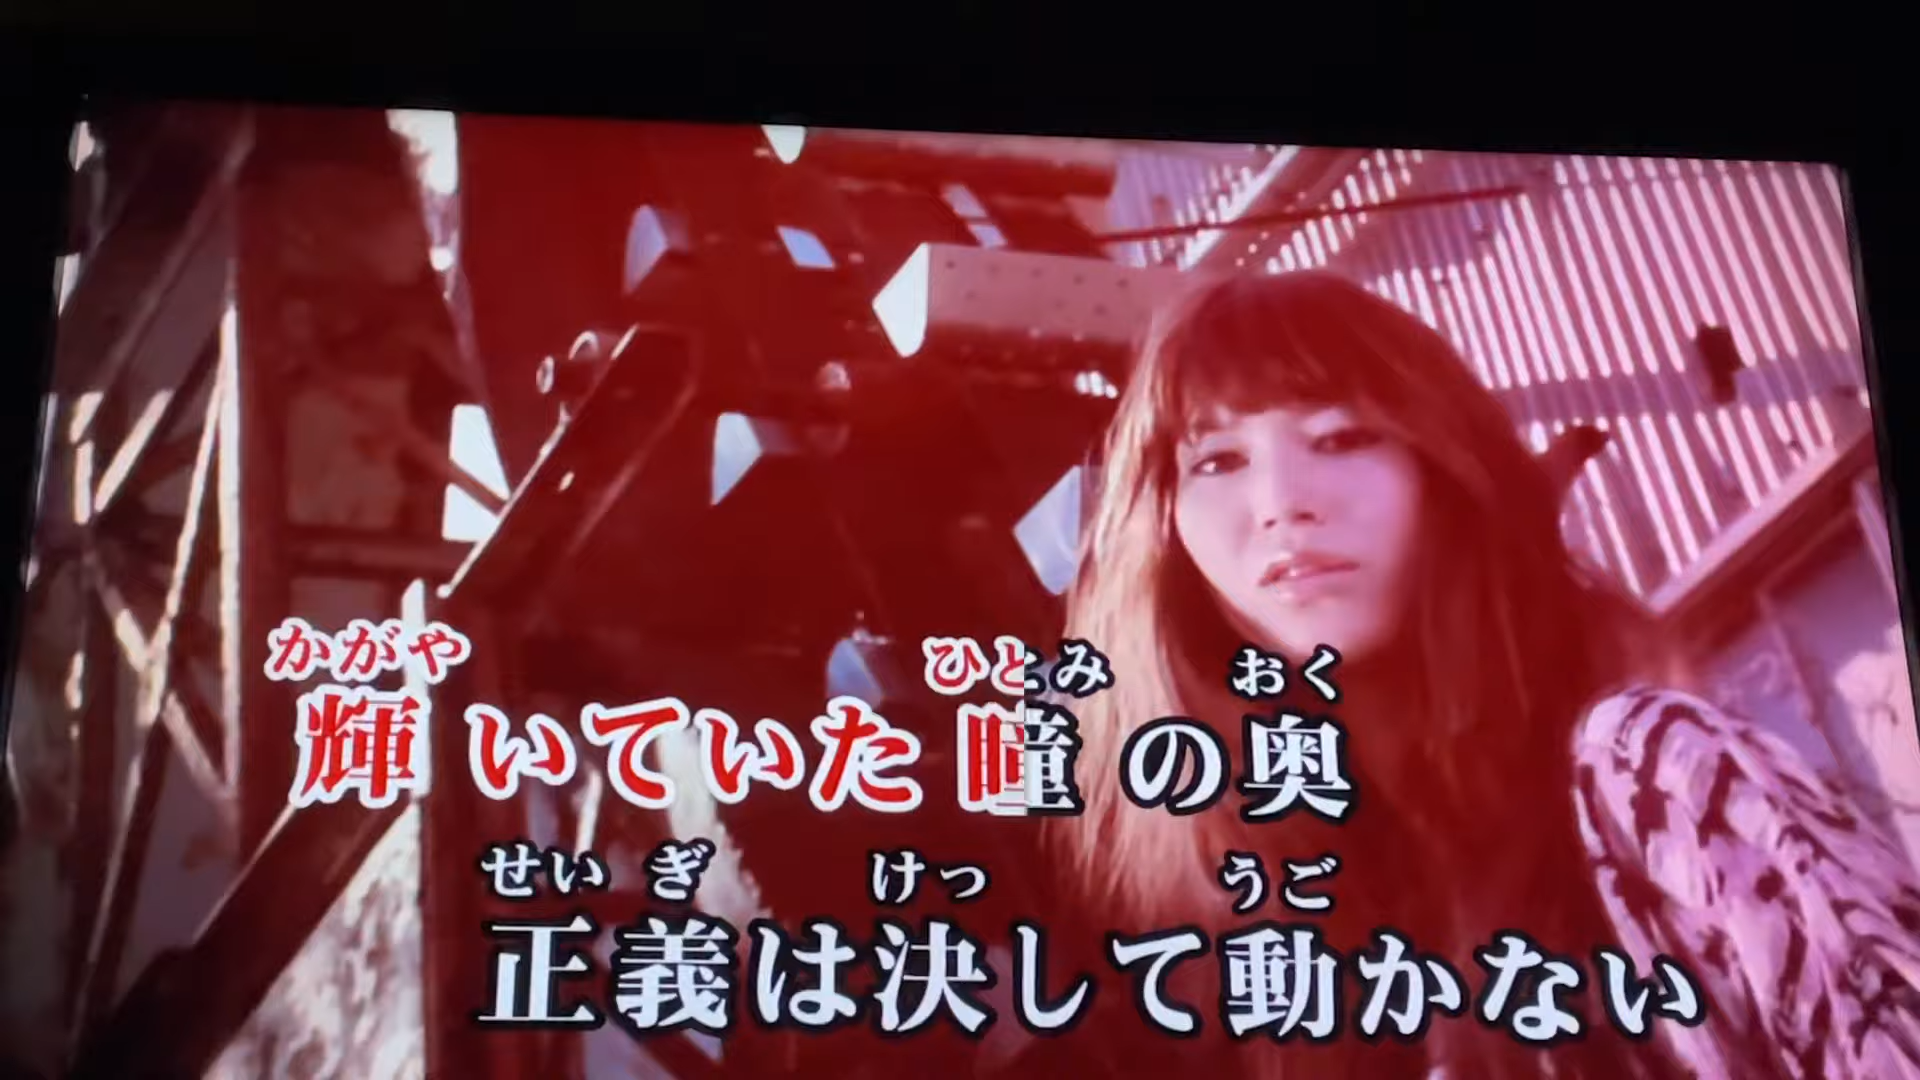 かがや ひとみ おく
輝いていた瞳の奥
せいぎ けっ うご
正義は決して動かない